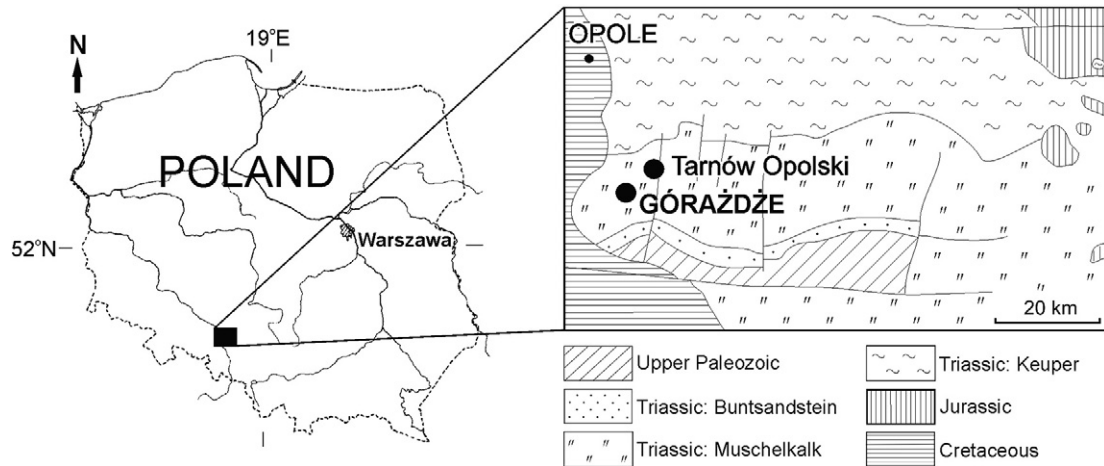 N
19°E
POLAND
52°N
Warszawa
OPOLE
Tarnów Opolski
GÓRAŻDŻE
20 km
Upper Paleozoic
Triassic: Buntsandstein
Triassic: Muschelkalk
Triassic: Keuper
Jurassic
Cretaceous